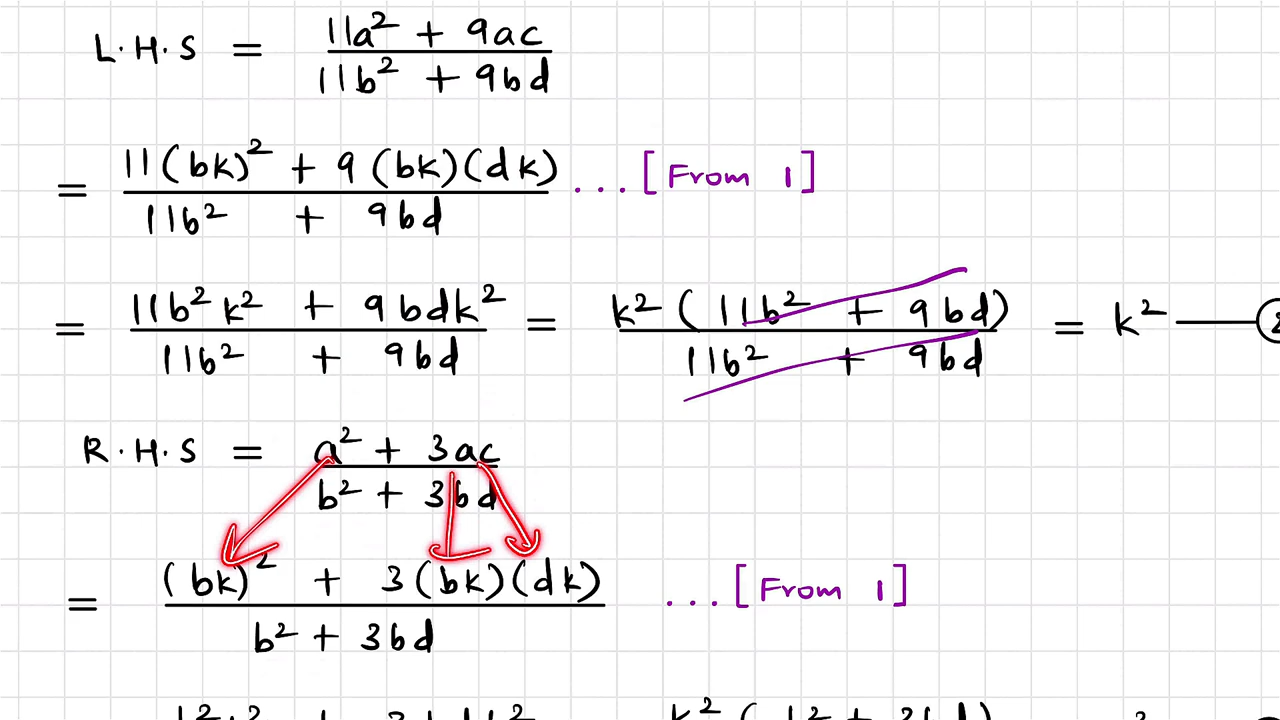 L.H.S = 11a² + 9ac
11b² + 9bd
= 11(bk)² + 9(bk)(dk) ...[From 1]
11b² + 9bd
= 11b²k² + 9bdk² = k²(11b² + 9bd) = k² —
11b² + 9bd 11b² + 9bd
R.H.S = a² + 3ac
b² + 3bd
= (bk)² + 3(bk)(dk) ...[From 1]
b² + 3bd